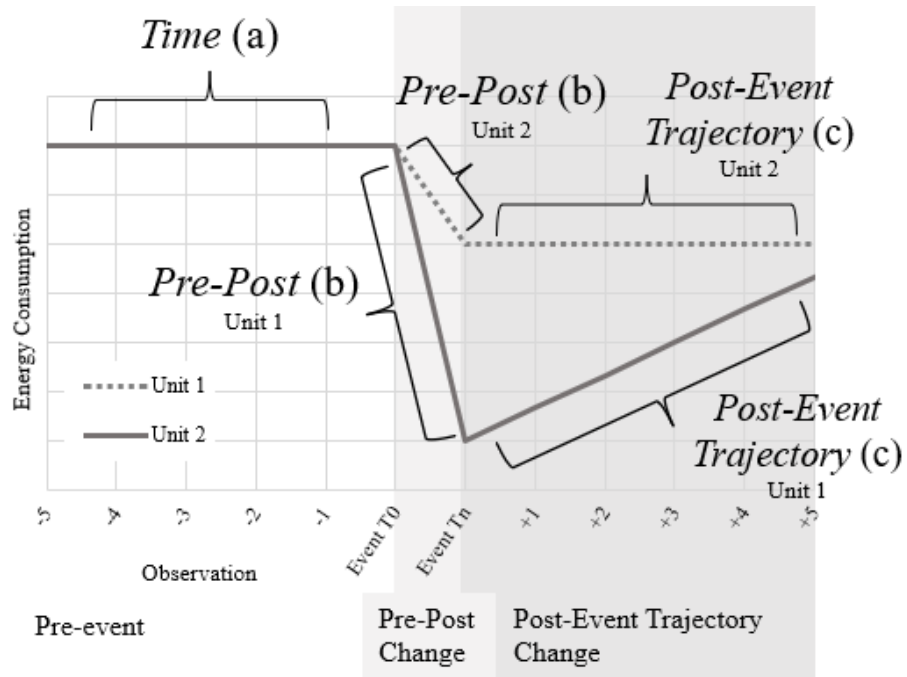 Time (a)
Pre-Post (b)
Unit 2
Post-Event
Trajectory (c)
Unit 2
Pre-Post (b)
Unit 1
Energy Consumption
Unit 1
Unit 2
Post-Event
Trajectory (c)
Unit 1
-5
-4
-3
-2
-1
Event T0
Event Tn
+1
+2
+3
+4
+5
Observation
Pre-event
Pre-Post
Change
Post-Event Trajectory
Change